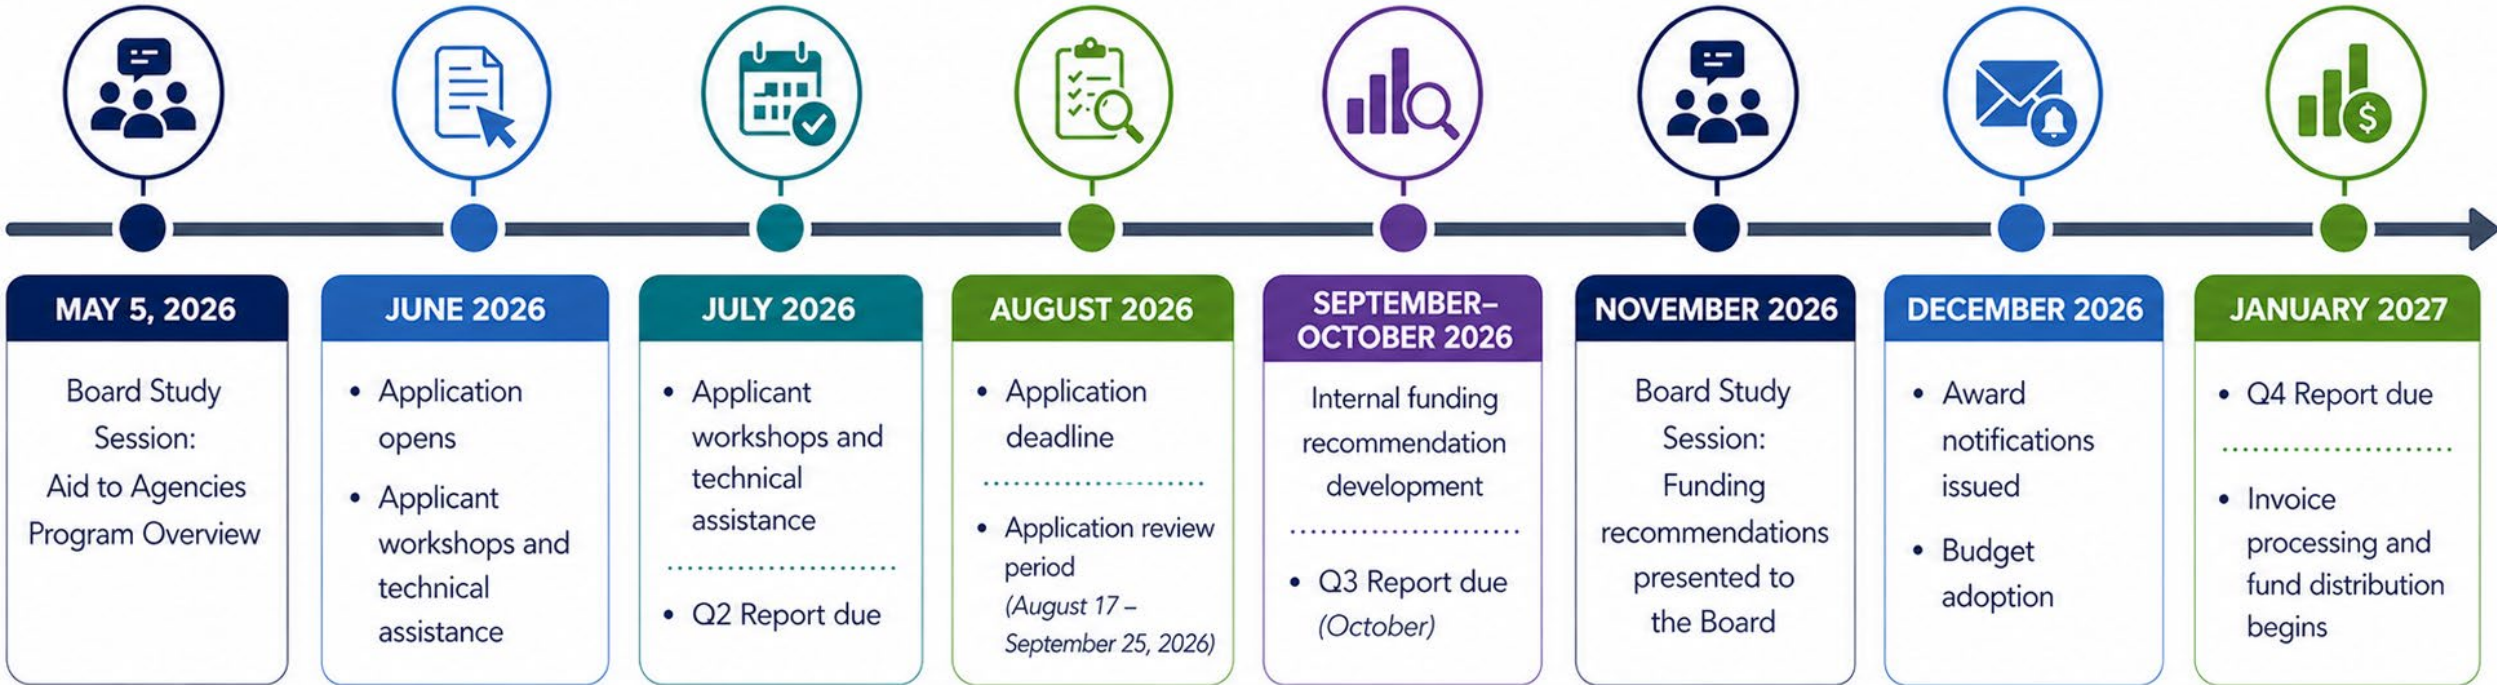 MAY 5, 2026
Board Study
Session:
Aid to Agencies
Program Overview
JUNE 2026
• Application
opens
• Applicant
workshops and
technical
assistance
JULY 2026
• Applicant
workshops and
technical
assistance
• Q2 Report due
AUGUST 2026
• Application
deadline
• Application review
period
(August 17 –
September 25, 2026)
SEPTEMBER–
OCTOBER 2026
Internal funding
recommendation
development
• Q3 Report due
(October)
NOVEMBER 2026
Board Study
Session:
Funding
recommendations
presented to
the Board
DECEMBER 2026
• Award
notifications
issued
• Budget
adoption
JANUARY 2027
• Q4 Report due
• Invoice
processing and
fund distribution
begins